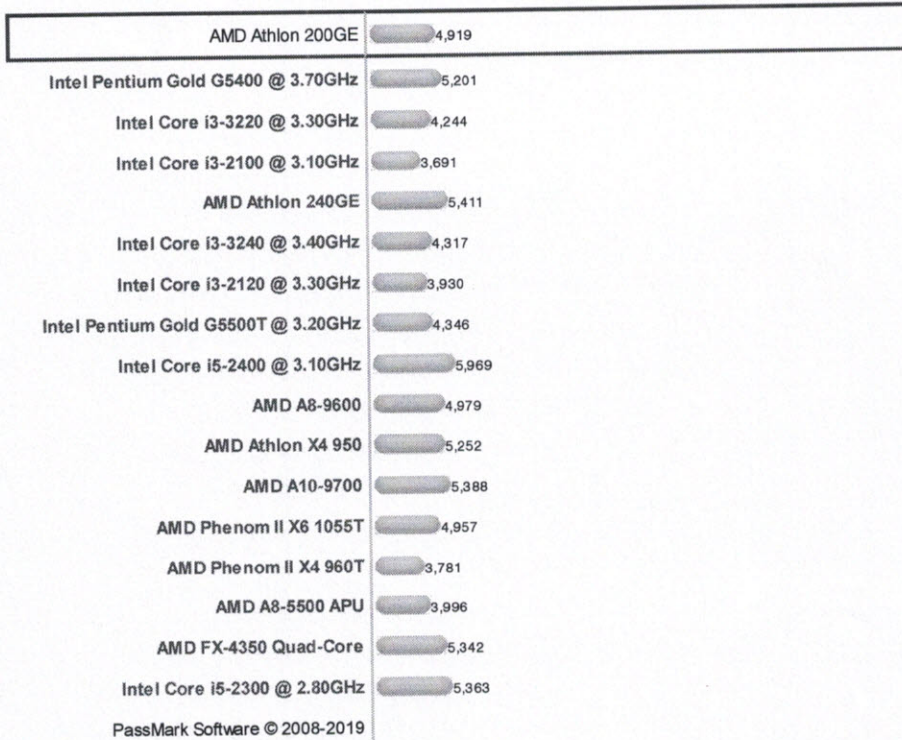 AMD Athlon 200GE 4,919
Intel Pentium Gold G5400 @ 3.70GHz 5,201
Intel Core i3-3220 @ 3.30GHz 4,244
Intel Core i3-2100 @ 3.10GHz 3,691
AMD Athlon 240GE 5,411
Intel Core i3-3240 @ 3.40GHz 4,317
Intel Core i3-2120 @ 3.30GHz 3,930
Intel Pentium Gold G5500T @ 3.20GHz 4,346
Intel Core i5-2400 @ 3.10GHz 5,969
AMD A8-9600 4,979
AMD Athlon X4 950 5,252
AMD A10-9700 5,388
AMD Phenom II X6 1055T 4,957
AMD Phenom II X4 960T 3,781
AMD A8-5500 APU 3,996
AMD FX-4350 Quad-Core 5,342
Intel Core i5-2300 @ 2.80GHz 5,363
PassMark Software © 2008-2019